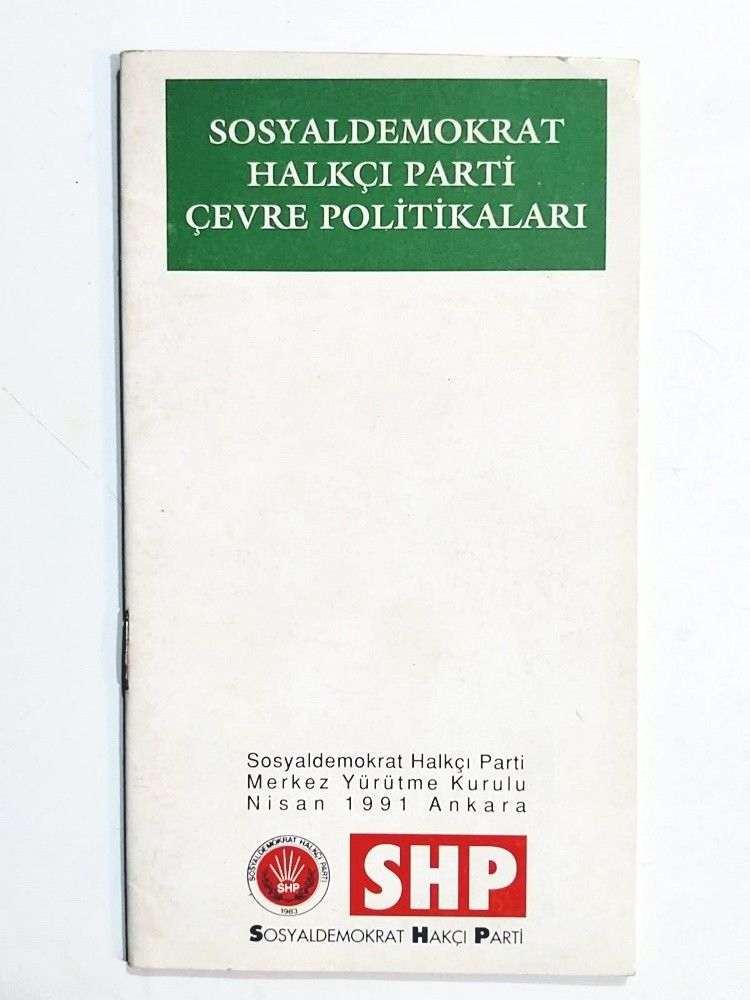 SOSYALDEMOKRAT
HALKÇI PARTİ
ÇEVRE POLİTİKALARI
Sosyaldemokrat Halkçı Parti
Merkez Yürütme Kurulu
Nisan 1991 Ankara
SOSYALDEMOKRAT HALKÇI PARTİ
SHP
1983
SHP
SOSYALDEMOKRAT HAKÇI PARTİ